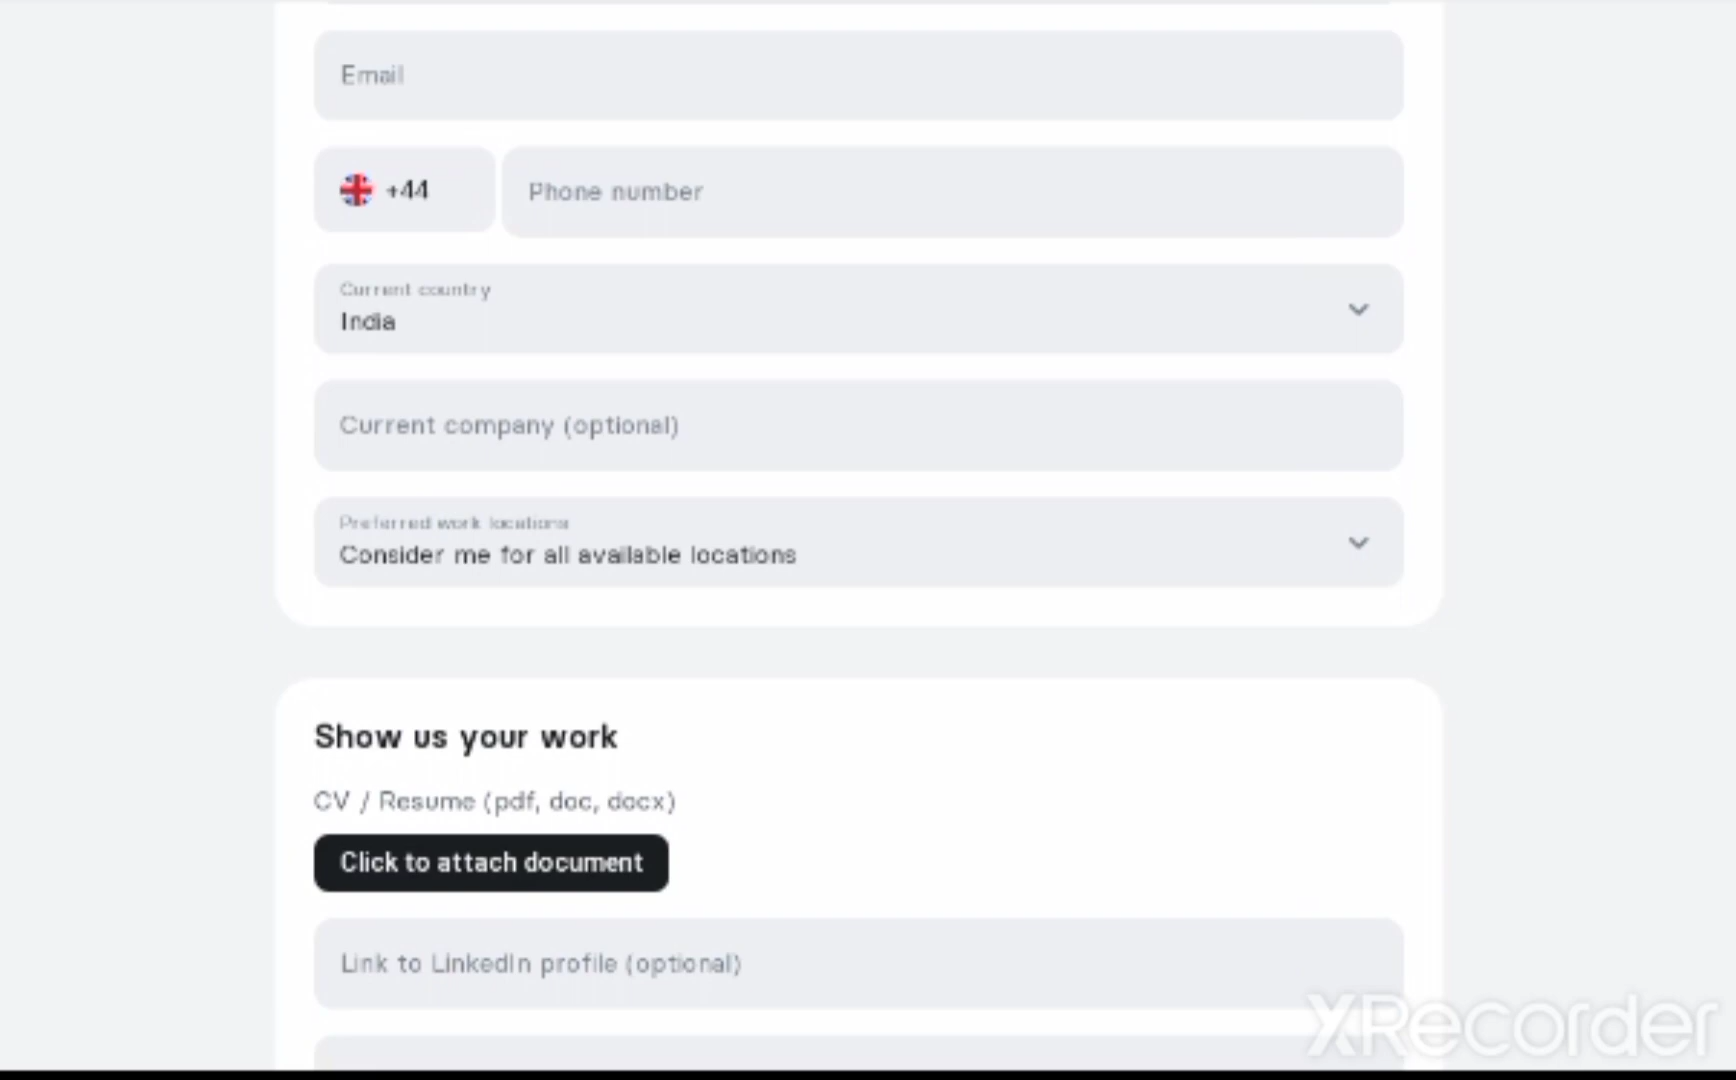 Email
+44
Phone number
Current country
India
Current company (optional)
Preferred work locations
Consider me for all available locations
Show us your work
CV / Resume (pdf, doc, docx)
Click to attach document
Link to LinkedIn profile (optional)
XRecorder